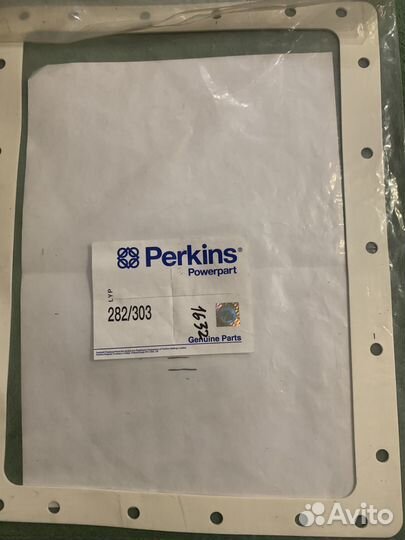 Perkins®
Powerpart
LYP
282/303
1632
Genuine Parts
Avito